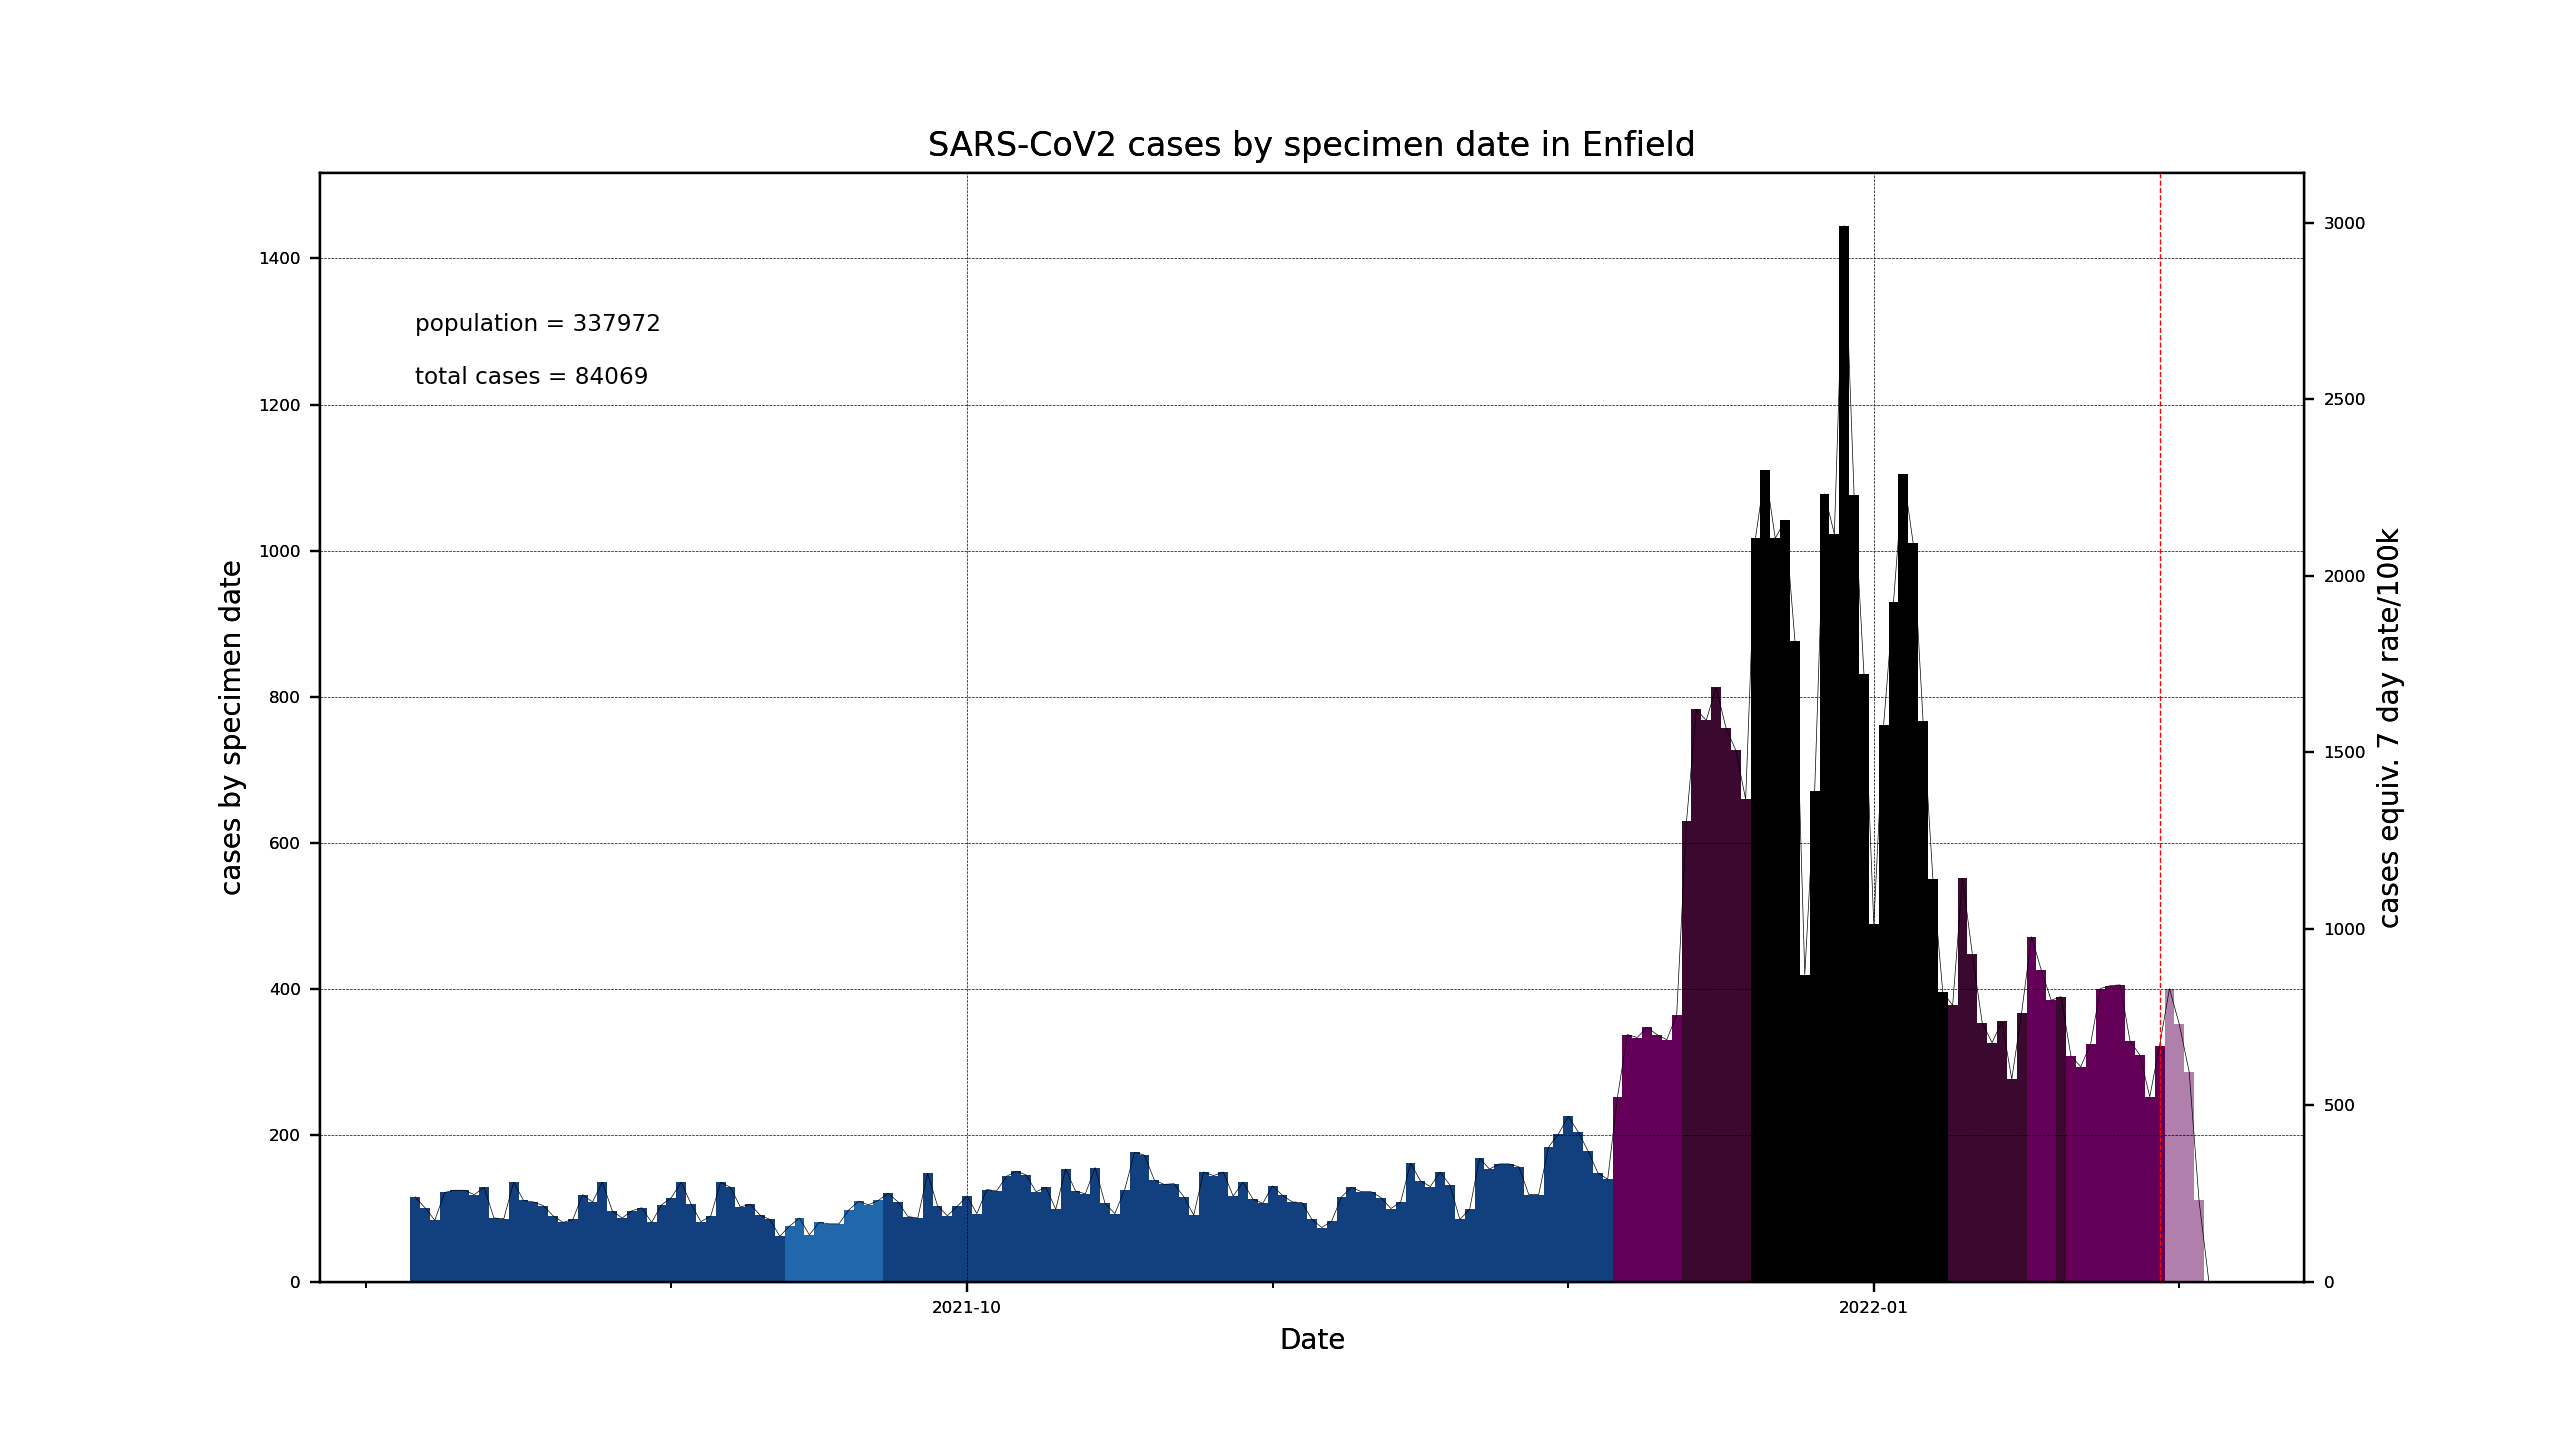 SARS-CoV2 cases by specimen date in Enfield
population = 337972
total cases = 84069
cases by specimen date
1400
1200
1000
800
600
400
200
0
3000
2500
2000
1500
1000
500
0
cases equiv. 7 day rate/100k
2021-10
2022-01
Date